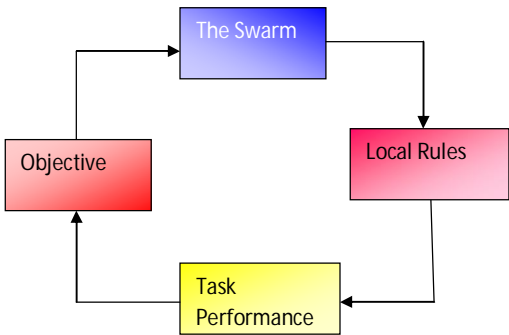 The Swarm
Local Rules
Objective
Task
Performance